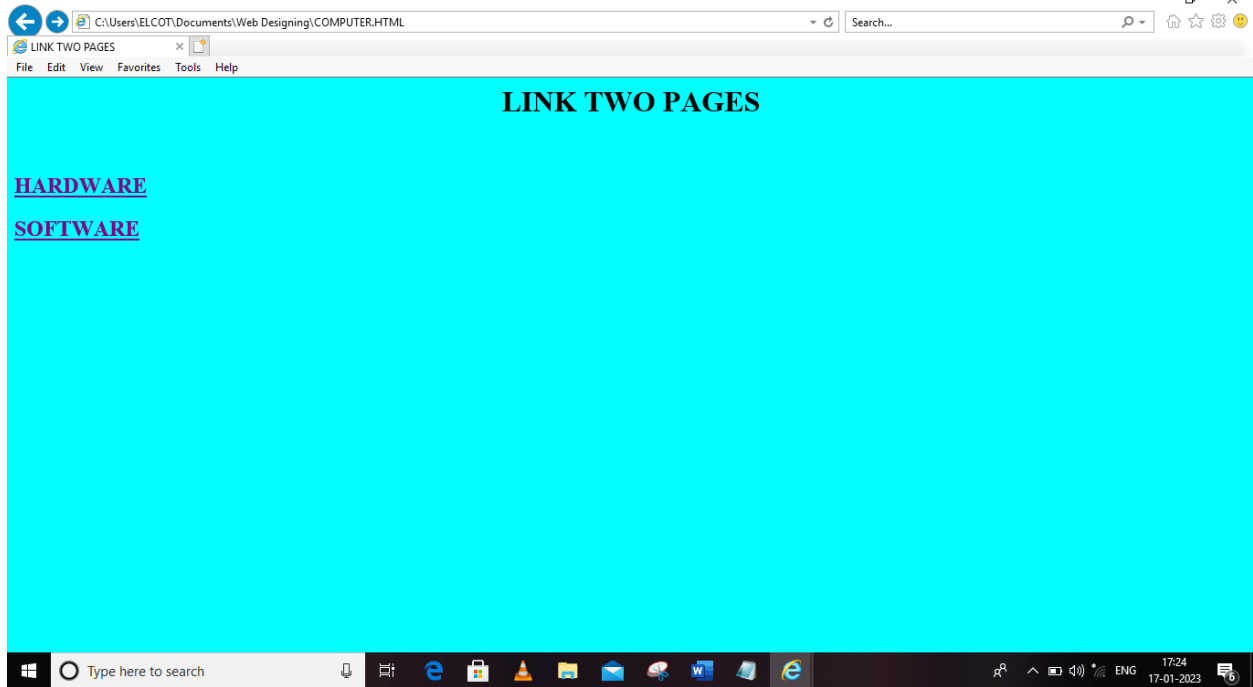 C:\Users\ELCOT\Documents\Web Designing\COMPUTER.HTML Search...
LINK TWO PAGES
File Edit View Favorites Tools Help
LINK TWO PAGES
HARDWARE
SOFTWARE
Type here to search ENG 17:24
17-01-2023 6